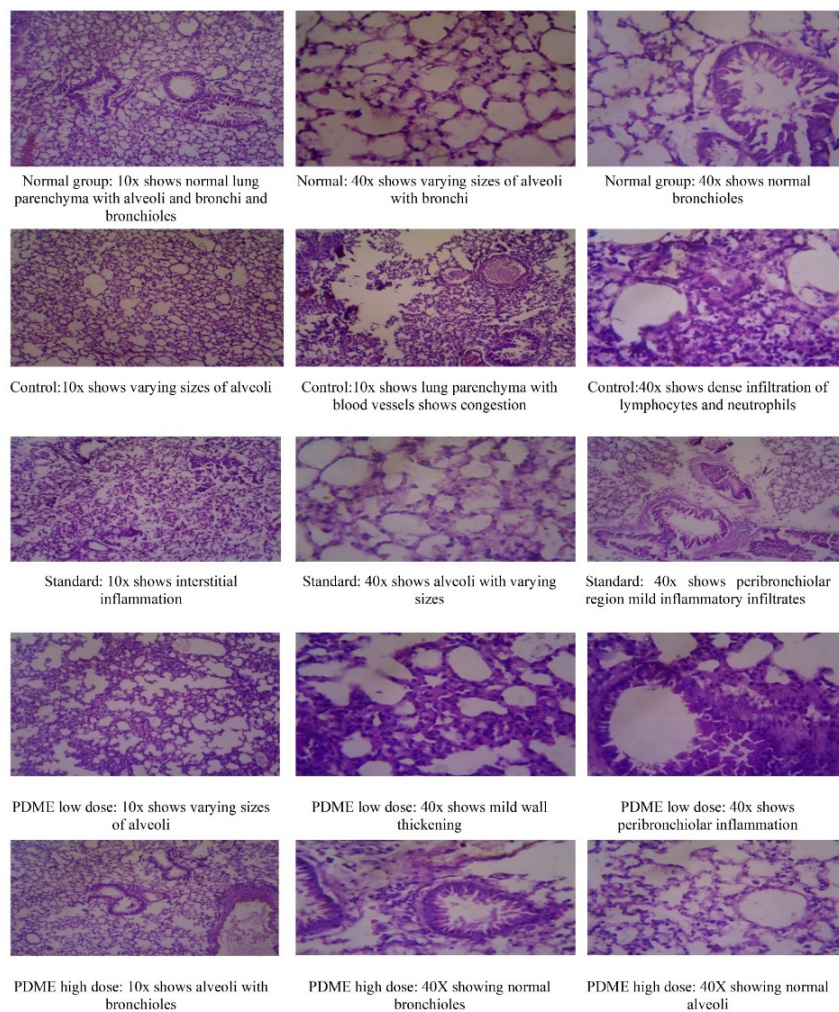 Normal group: 10x shows normal lung
parenchyma with alveoli and bronchi and
bronchioles
Normal: 40x shows varying sizes of alveoli
with bronchi
Normal group: 40x shows normal
bronchioles
Control:10x shows varying sizes of alveoli
Control:10x shows lung parenchyma with
blood vessels shows congestion
Control:40x shows dense infiltration of
lymphocytes and neutrophils
Standard: 10x shows interstitial
inflammation
Standard: 40x shows alveoli with varying
sizes
Standard: 40x shows peribronchiolar
region mild inflammatory infiltrates
PDME low dose: 10x shows varying sizes
of alveoli
PDME low dose: 40x shows mild wall
thickening
PDME low dose: 40x shows
peribronchiolar inflammation
PDME high dose: 10x shows alveoli with
bronchioles
PDME high dose: 40X showing normal
bronchioles
PDME high dose: 40X showing normal
alveoli